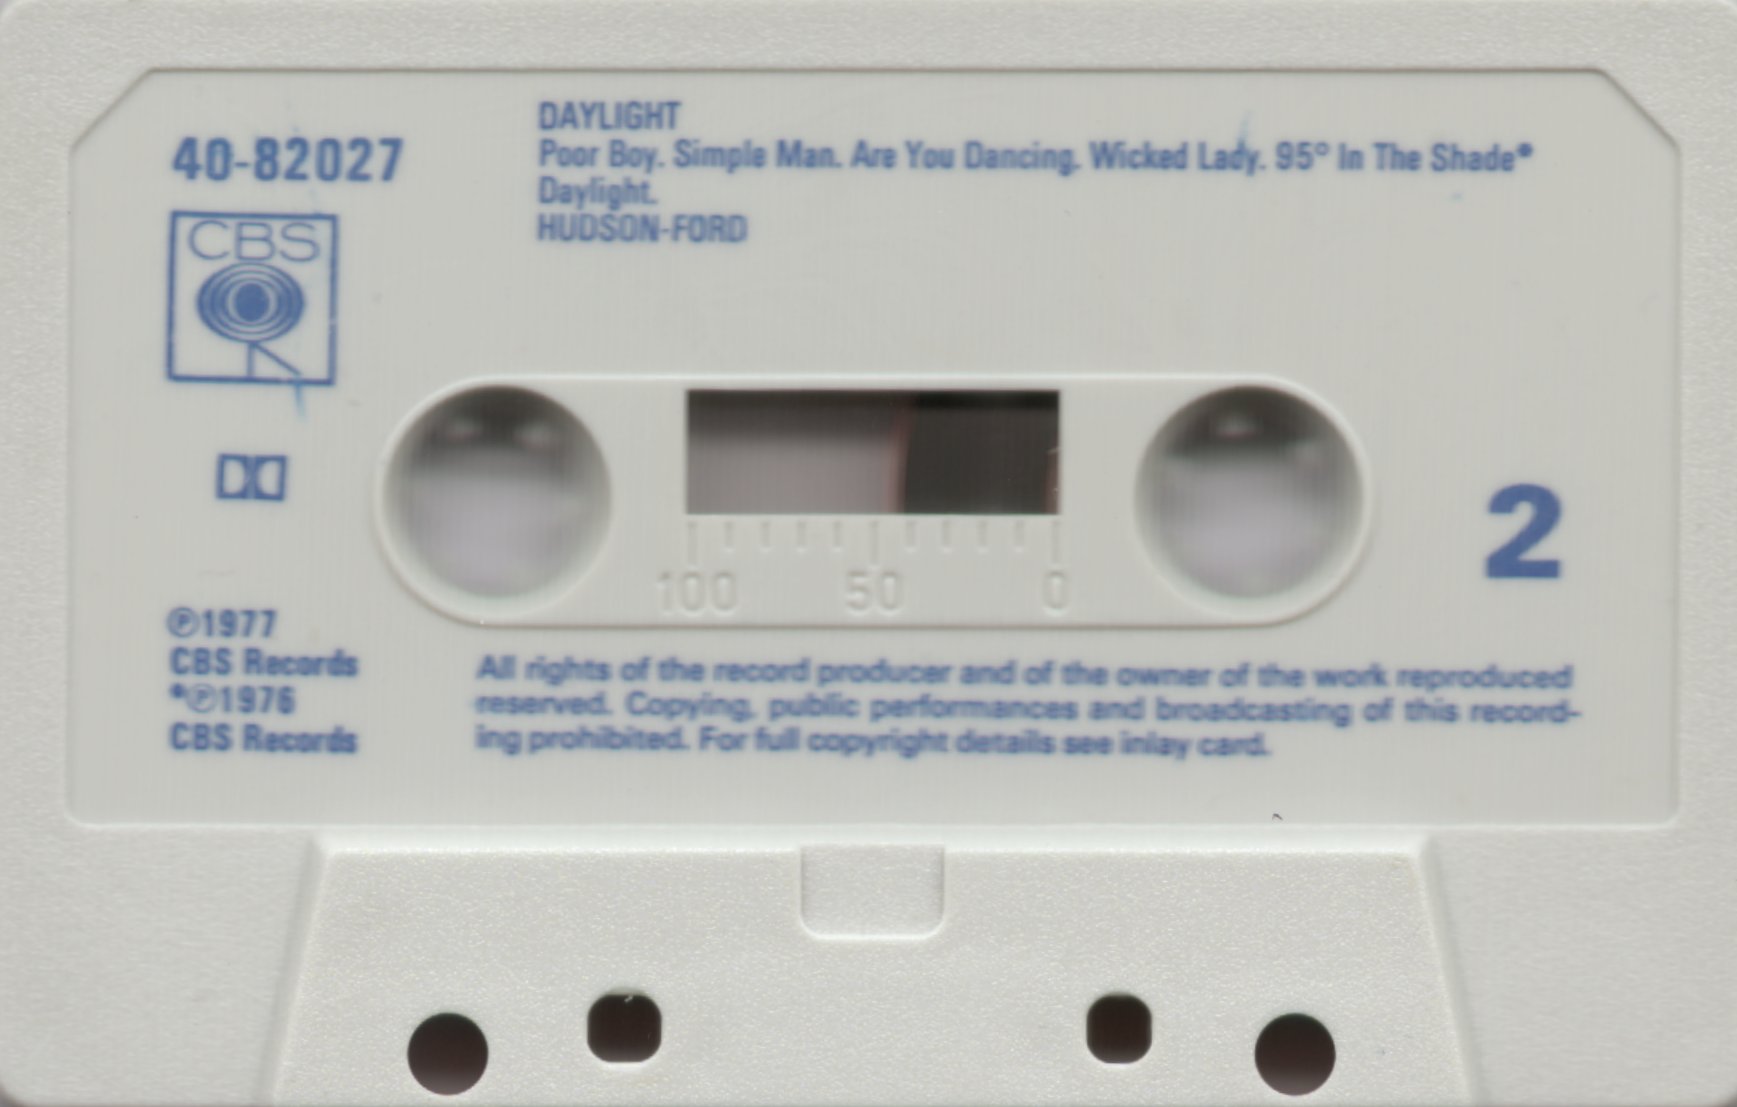 DAYLIGHT
40-82027
Poor Boy. Simple Man. Are You Dancing. Wicked Lady. 95° In The Shade*
Daylight.
HUDSON-FORD
CBS
2
100 50 0
℗1977
CBS Records
*℗1976
CBS Records
All rights of the record producer and of the owner of the work reproduced
reserved. Copying, public performances and broadcasting of this record-
ing prohibited. For full copyright details see inlay card.